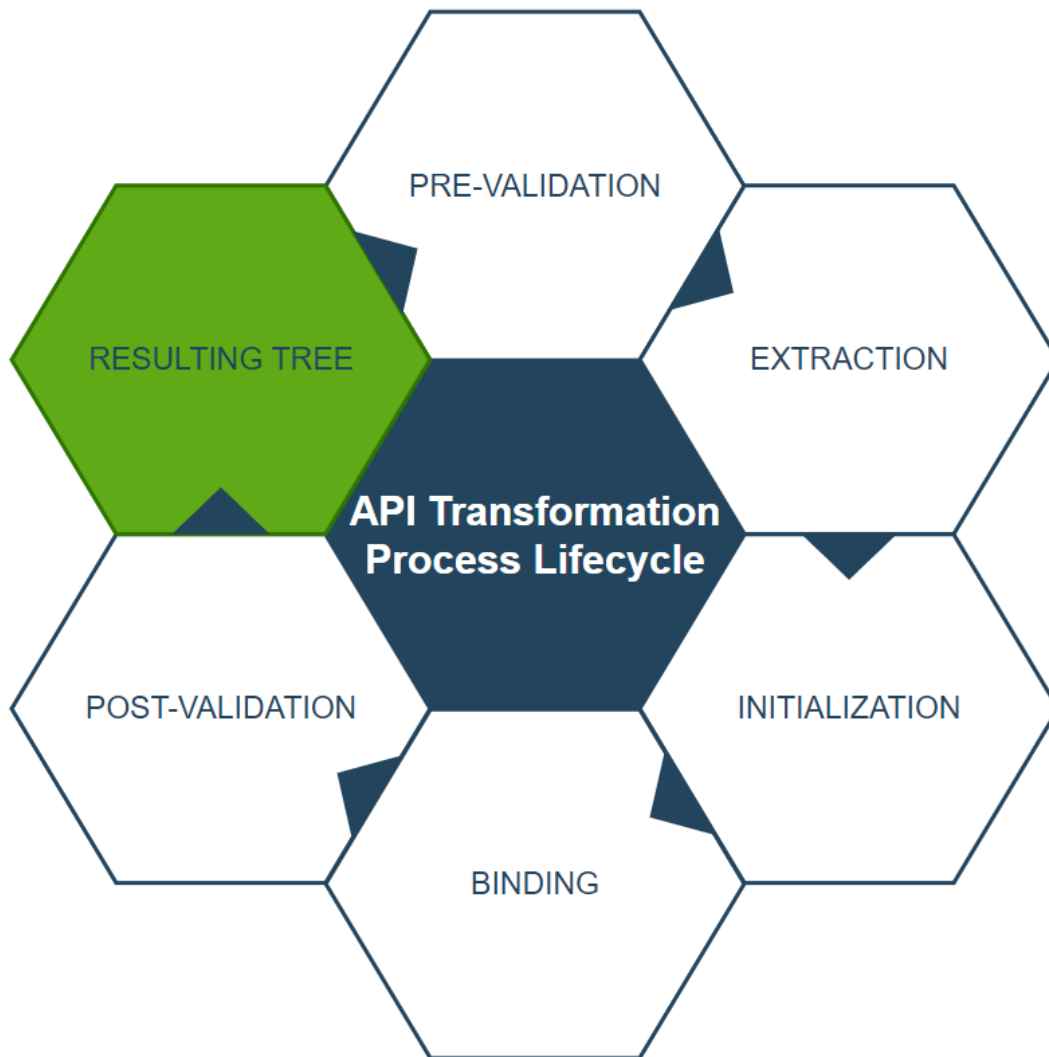 PRE-VALIDATION
RESULTING TREE
EXTRACTION
API Transformation
Process Lifecycle
POST-VALIDATION
INITIALIZATION
BINDING